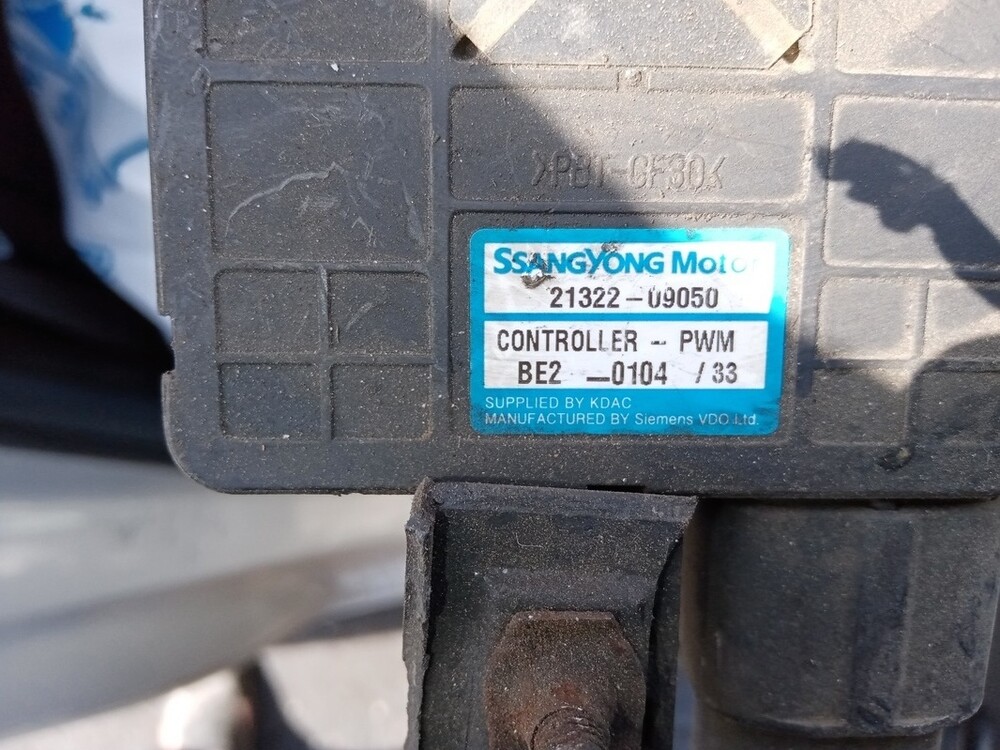 >PBT-GF30<
SSANGYONG Motor
21322-09050
CONTROLLER - PWM
BE2 -0104 /33
SUPPLIED BY KDAC
MANUFACTURED BY Siemens VDO Ltd.